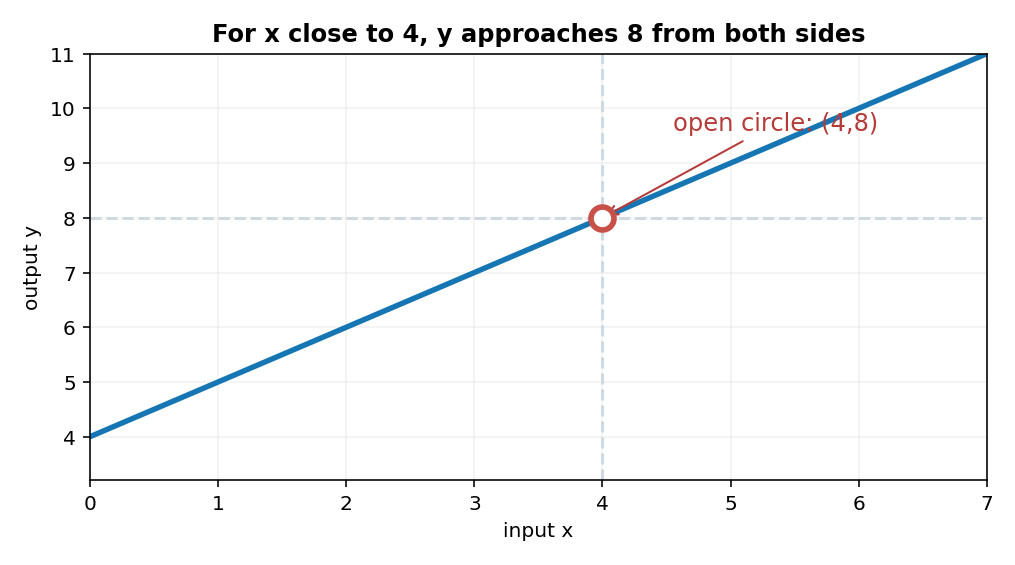 For x close to 4, y approaches 8 from both sides
11
10
9
8
7
6
5
4
output y
open circle: (4,8)
0 1 2 3 4 5 6 7
input x